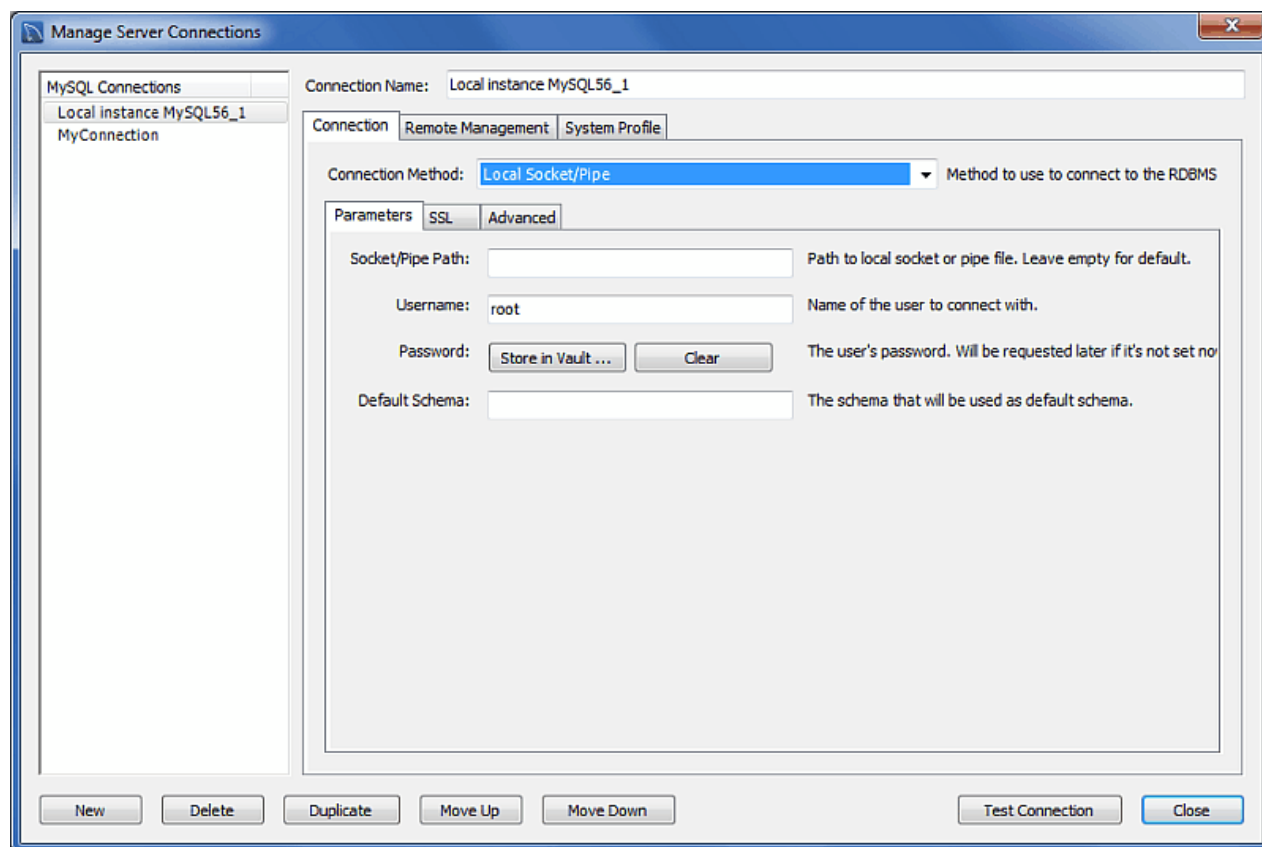 Manage Server Connections
MySQL Connections
Local instance MySQL56_1
MyConnection
Connection Name: Local instance MySQL56_1
Connection Remote Management System Profile
Connection Method: Local Socket/Pipe Method to use to connect to the RDBMS
Parameters SSL Advanced
Socket/Pipe Path: Path to local socket or pipe file. Leave empty for default.
Username: root Name of the user to connect with.
Password: Store in Vault ... Clear The user's password. Will be requested later if it's not set no
Default Schema: The schema that will be used as default schema.
New Delete Duplicate Move Up Move Down Test Connection Close